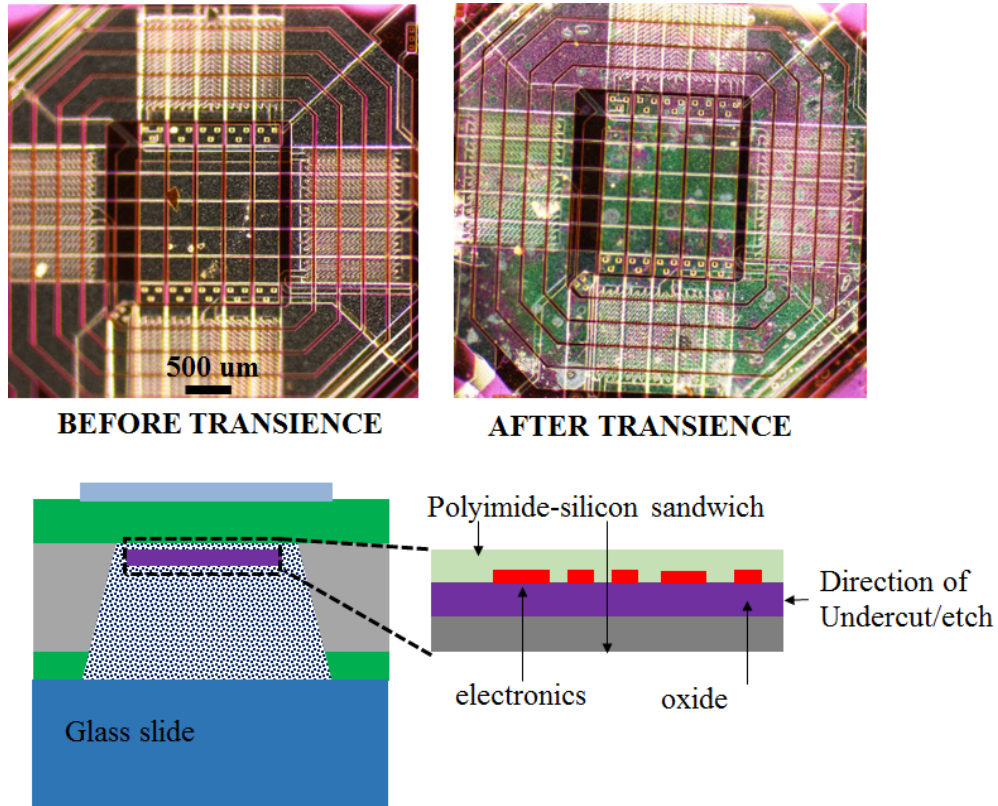 500 um
BEFORE TRANSIENCE
AFTER TRANSIENCE
Polyimide-silicon sandwich
Direction of
Undercut/etch
electronics
oxide
Glass slide